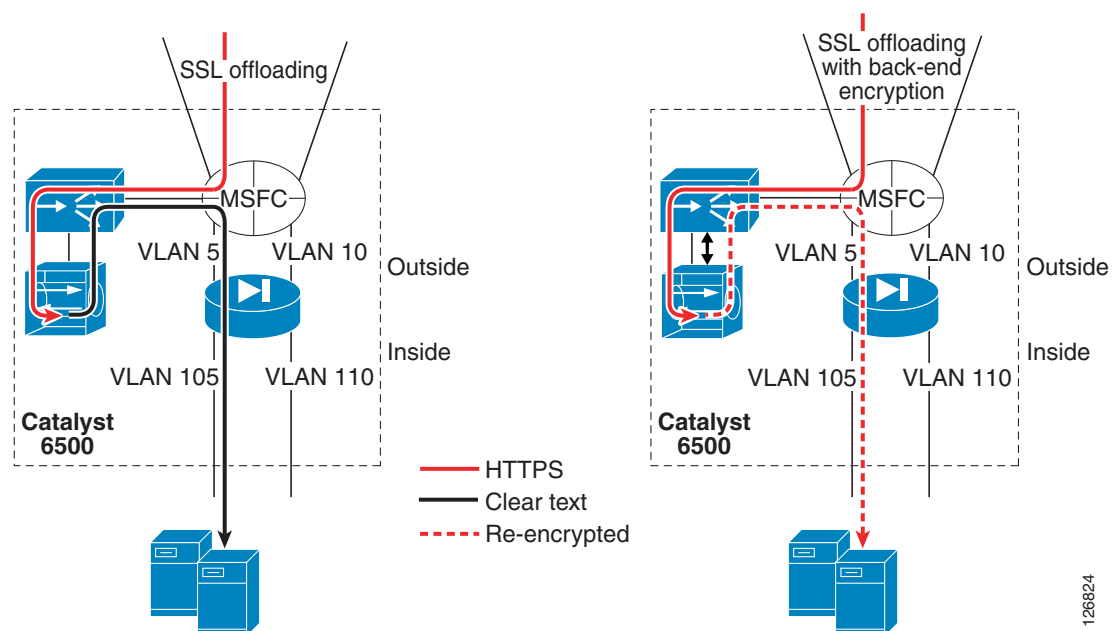 SSL offloading
MSFC
VLAN 5
VLAN 10
Outside
Inside
VLAN 105
VLAN 110
Catalyst
6500
HTTPS
Clear text
Re-encrypted
SSL offloading
with back-end
encryption
MSFC
VLAN 5
VLAN 10
Outside
Inside
VLAN 105
VLAN 110
Catalyst
6500
126824